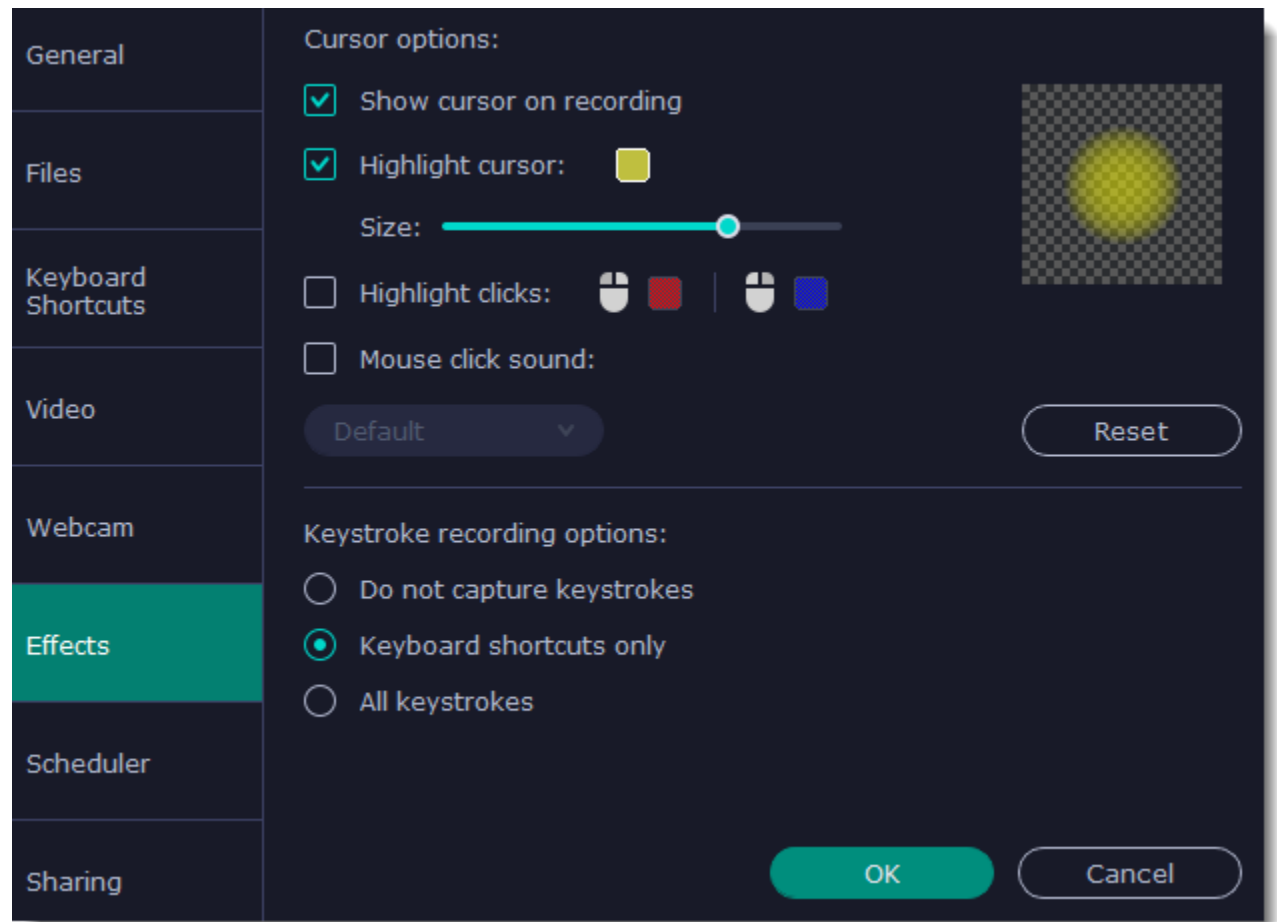 General
Files
Keyboard
Shortcuts
Video
Webcam
Effects
Scheduler
Sharing
Cursor options:
Show cursor on recording
Highlight cursor:
Size:
Highlight clicks:
Mouse click sound:
Default
Reset
Keystroke recording options:
Do not capture keystrokes
Keyboard shortcuts only
All keystrokes
OK
Cancel